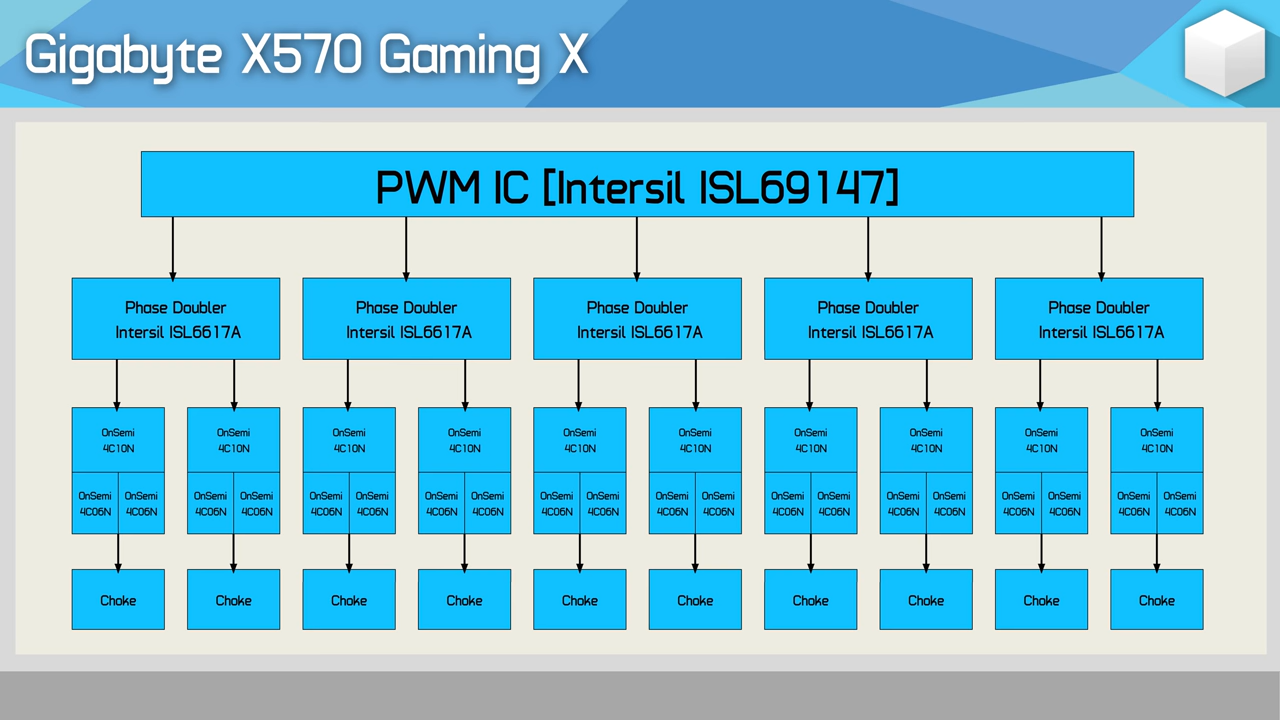 Gigabyte X570 Gaming X
PWM IC [Intersil ISL69147]
Phase Doubler Phase Doubler Phase Doubler Phase Doubler Phase Doubler
Intersil ISL6617A Intersil ISL6617A Intersil ISL6617A Intersil ISL6617A Intersil ISL6617A
OnSemi OnSemi OnSemi OnSemi OnSemi OnSemi OnSemi OnSemi OnSemi OnSemi
4C10N 4C10N 4C10N 4C10N 4C10N 4C10N 4C10N 4C10N 4C10N 4C10N
OnSemi OnSemi OnSemi OnSemi OnSemi OnSemi OnSemi OnSemi OnSemi OnSemi OnSemi OnSemi OnSemi OnSemi OnSemi OnSemi OnSemi OnSemi OnSemi OnSemi
4C06N 4C06N 4C06N 4C06N 4C06N 4C06N 4C06N 4C06N 4C06N 4C06N 4C06N 4C06N 4C06N 4C06N 4C06N 4C06N 4C06N 4C06N 4C06N 4C06N
Choke Choke Choke Choke Choke Choke Choke Choke Choke Choke